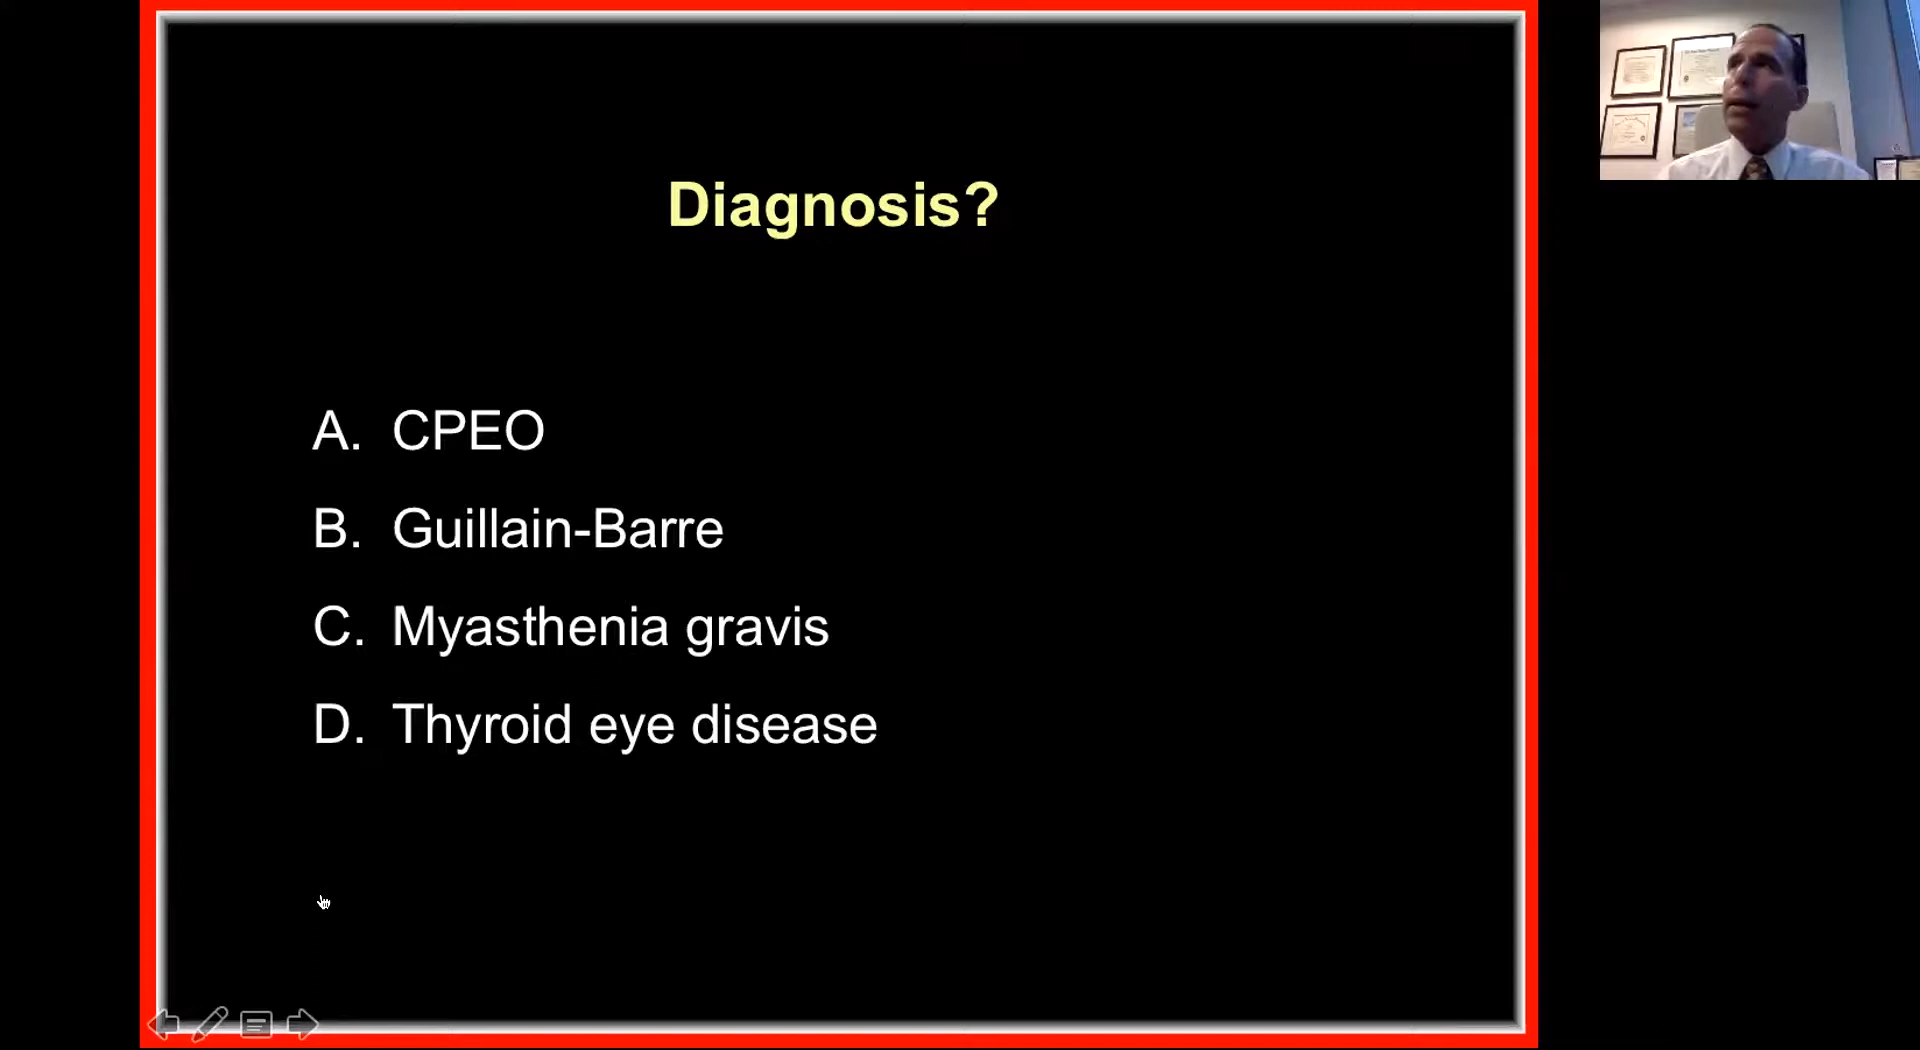 Diagnosis?
A. CPEO
B. Guillain-Barre
C. Myasthenia gravis
D. Thyroid eye disease